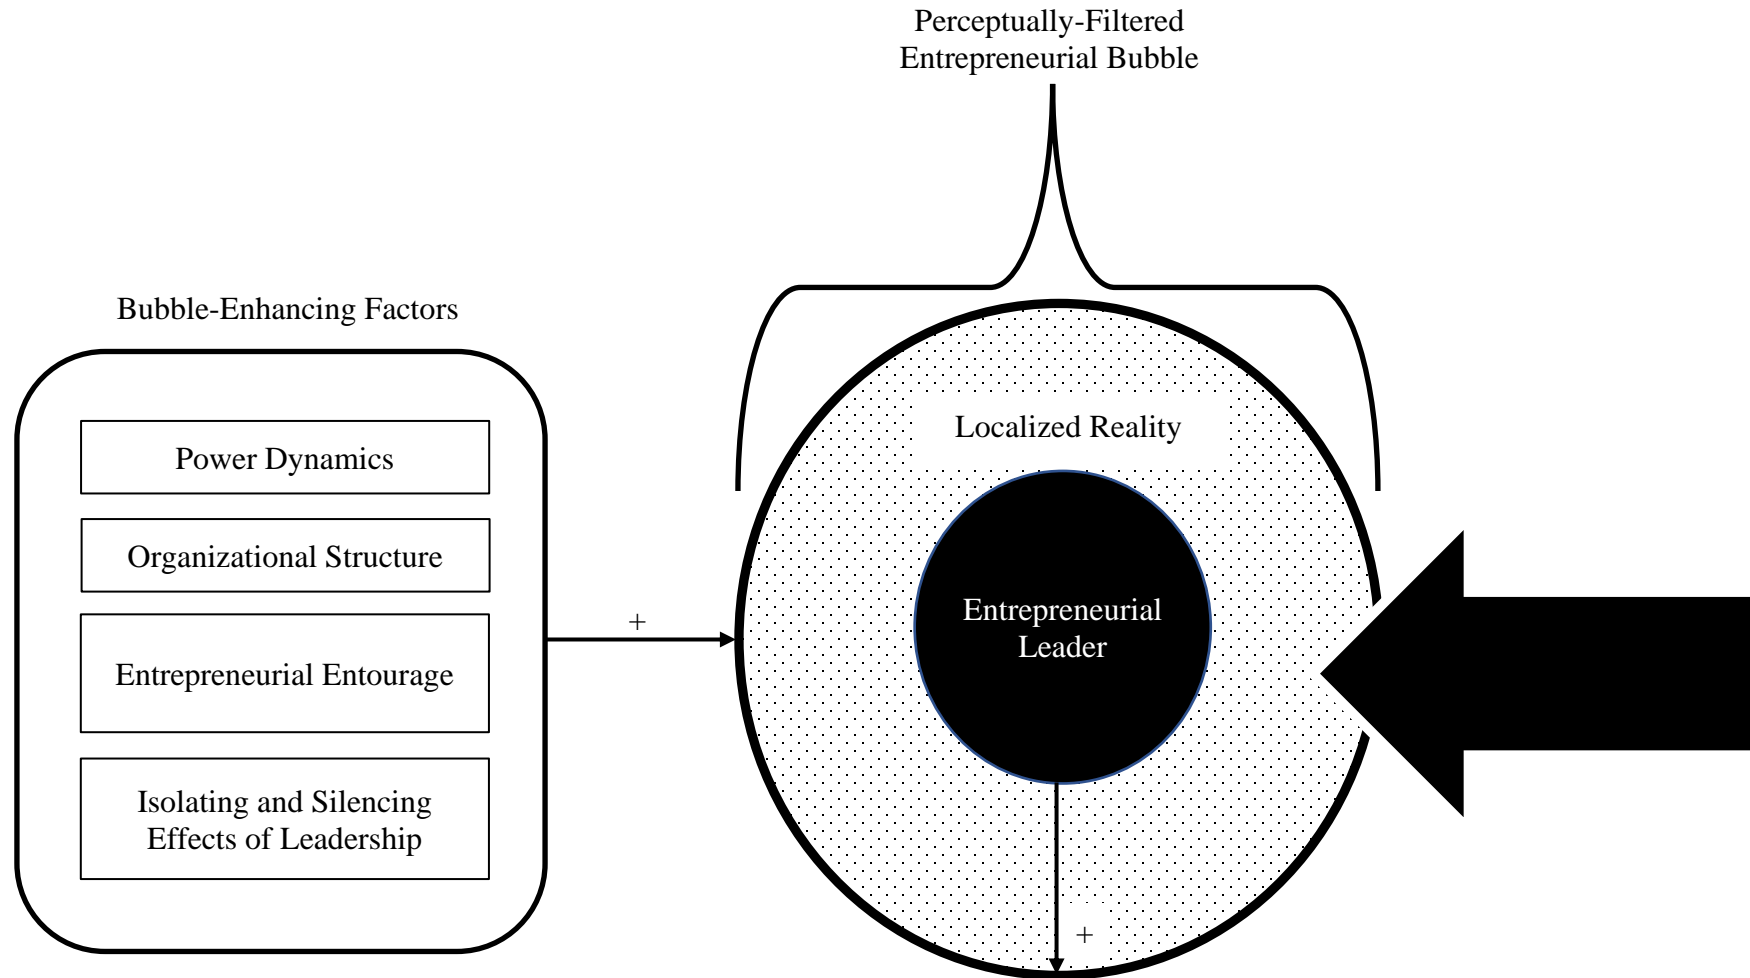 Perceptually-Filtered
Entrepreneurial Bubble
Bubble-Enhancing Factors
Power Dynamics
Organizational Structure
Entrepreneurial Entourage
Isolating and Silencing
Effects of Leadership
+
Localized Reality
Entrepreneurial
Leader
+